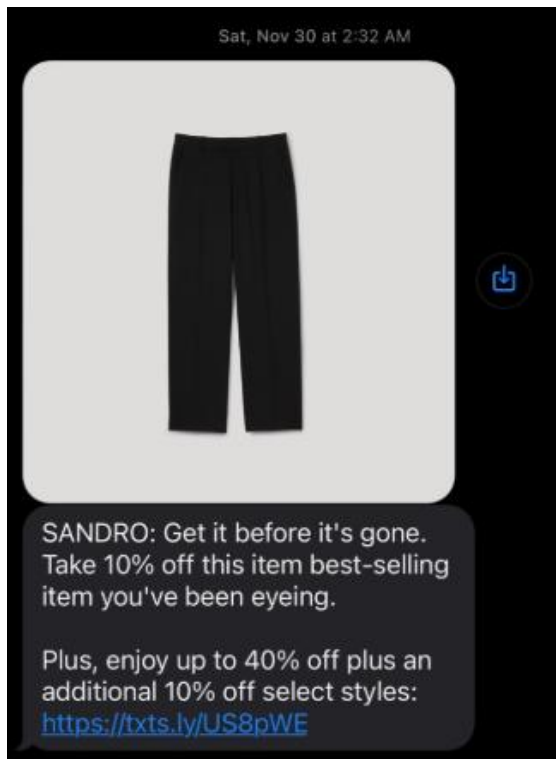 Sat, Nov 30 at 2:32 AM
SANDRO: Get it before it's gone.
Take 10% off this item best-selling
item you've been eyeing.
Plus, enjoy up to 40% off plus an
additional 10% off select styles:
https://txts.ly/US8pWE